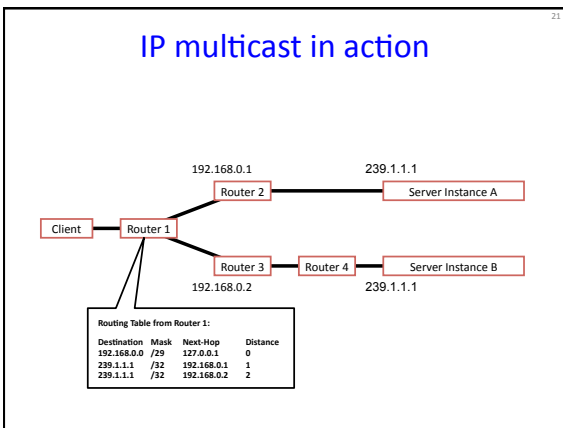 21
IP multicast in action
192.168.0.1 239.1.1.1
Router 2 Server Instance A
Client Router 1
Router 3 Router 4 Server Instance B
192.168.0.2 239.1.1.1
Routing Table from Router 1:
Destination Mask Next-Hop Distance
192.168.0.0 /29 127.0.0.1 0
239.1.1.1 /32 192.168.0.1 1
239.1.1.1 /32 192.168.0.2 2